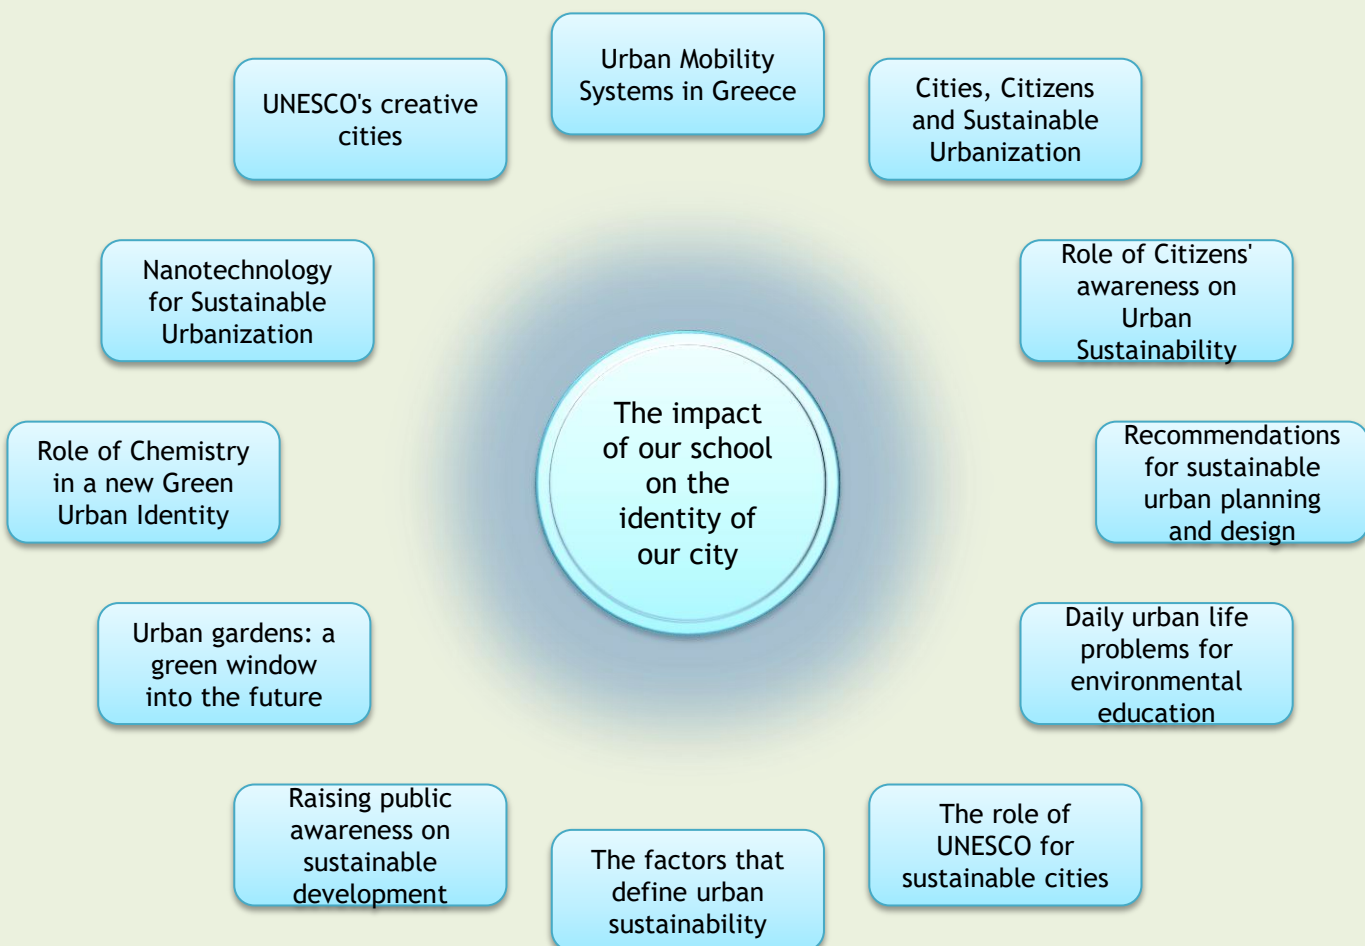 Urban Mobility
Systems in Greece
Cities, Citizens
and Sustainable
Urbanization
Role of Citizens'
awareness on
Urban
Sustainability
Recommendations
for sustainable
urban planning
and design
Daily urban life
problems for
environmental
education
The role of
UNESCO for
sustainable cities
The factors that
define urban
sustainability
Raising public
awareness on
sustainable
development
Urban gardens: a
green window
into the future
Role of Chemistry
in a new Green
Urban Identity
Nanotechnology
for Sustainable
Urbanization
UNESCO's creative
cities
The impact
of our school
on the
identity of
our city